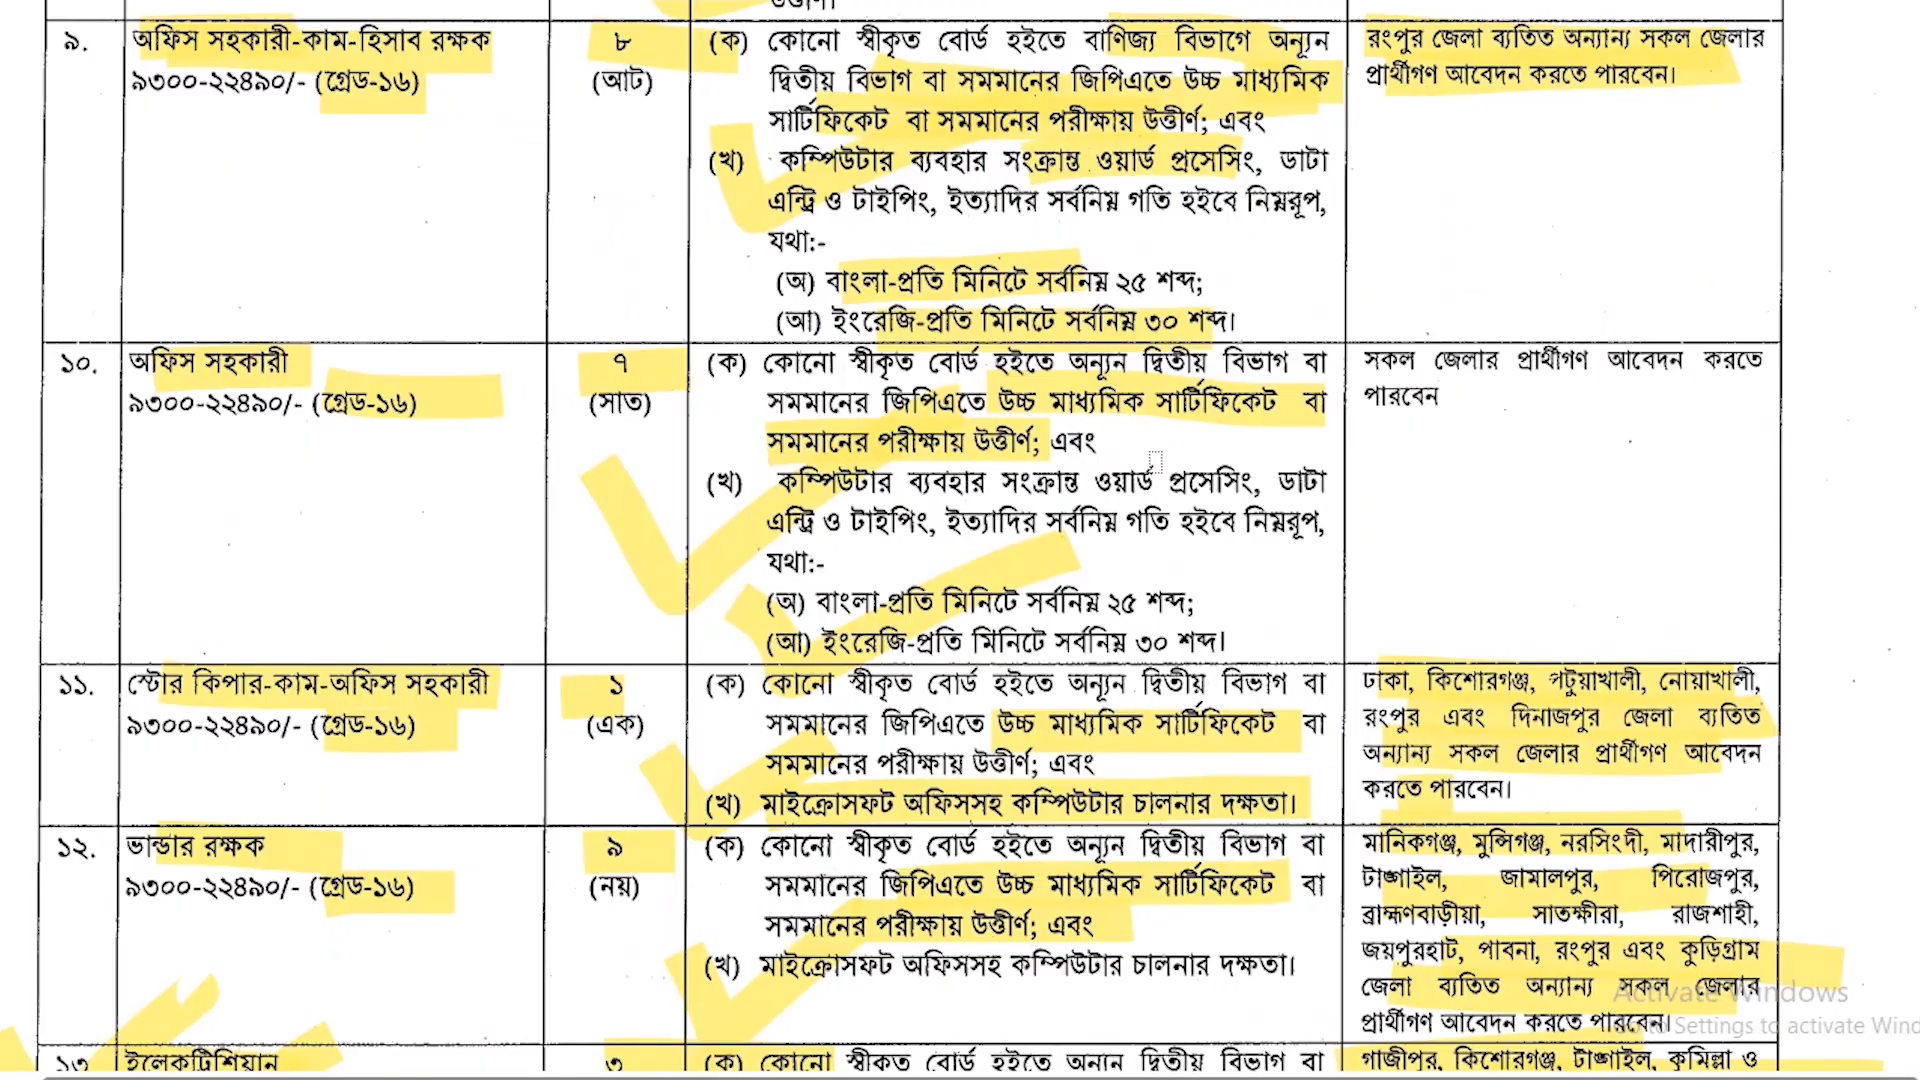 ৯.
অফিস সহকারী-কাম-হিসাব রক্ষক
৯৩০০-২২৪৯০/- (গ্রেড-১৬)
৮
(আট)
(ক) কোনো স্বীকৃত বোর্ড হইতে বাণিজ্য বিভাগে অন্যূন
দ্বিতীয় বিভাগ বা সমমানের জিপিএতে উচ্চ মাধ্যমিক
সার্টিফিকেট বা সমমানের পরীক্ষায় উত্তীর্ণ; এবং
(খ) কম্পিউটার ব্যবহার সংক্রান্ত ওয়ার্ড প্রসেসিং, ডাটা
এন্ট্রি ও টাইপিং, ইত্যাদির সর্বনিম্ন গতি হইবে নিম্নরূপ,
যথা:-
(অ) বাংলা-প্রতি মিনিটে সর্বনিম্ন ২৫ শব্দ;
(আ) ইংরেজি-প্রতি মিনিটে সর্বনিম্ন ৩০ শব্দ।
রংপুর জেলা ব্যতিত অন্যান্য সকল জেলার
প্রার্থীগণ আবেদন করতে পারবেন।
১০.
অফিস সহকারী
৯৩০০-২২৪৯০/- (গ্রেড-১৬)
৭
(সাত)
(ক) কোনো স্বীকৃত বোর্ড হইতে অন্যূন দ্বিতীয় বিভাগ বা
সমমানের জিপিএতে উচ্চ মাধ্যমিক সার্টিফিকেট বা
সমমানের পরীক্ষায় উত্তীর্ণ; এবং
(খ) কম্পিউটার ব্যবহার সংক্রান্ত ওয়ার্ড প্রসেসিং, ডাটা
এন্ট্রি ও টাইপিং, ইত্যাদির সর্বনিম্ন গতি হইবে নিম্নরূপ,
যথা:-
(অ) বাংলা-প্রতি মিনিটে সর্বনিম্ন ২৫ শব্দ;
(আ) ইংরেজি-প্রতি মিনিটে সর্বনিম্ন ৩০ শব্দ।
সকল জেলার প্রার্থীগণ আবেদন করতে
পারবেন
১১.
স্টোর কিপার-কাম-অফিস সহকারী
৯৩০০-২২৪৯০/- (গ্রেড-১৬)
১
(এক)
(ক) কোনো স্বীকৃত বোর্ড হইতে অন্যূন দ্বিতীয় বিভাগ বা
সমমানের জিপিএতে উচ্চ মাধ্যমিক সার্টিফিকেট বা
সমমানের পরীক্ষায় উত্তীর্ণ; এবং
(খ) মাইক্রোসফট অফিসসহ কম্পিউটার চালনার দক্ষতা।
ঢাকা, কিশোরগঞ্জ, পটুয়াখালী, নোয়াখালী,
রংপুর এবং দিনাজপুর জেলা ব্যতিত
অন্যান্য সকল জেলার প্রার্থীগণ আবেদন
করতে পারবেন।
১২.
ভান্ডার রক্ষক
৯৩০০-২২৪৯০/- (গ্রেড-১৬)
৯
(নয়)
(ক) কোনো স্বীকৃত বোর্ড হইতে অন্যূন দ্বিতীয় বিভাগ বা
সমমানের জিপিএতে উচ্চ মাধ্যমিক সার্টিফিকেট বা
সমমানের পরীক্ষায় উত্তীর্ণ; এবং
(খ) মাইক্রোসফট অফিসসহ কম্পিউটার চালনার দক্ষতা।
মানিকগঞ্জ, মুন্সিগঞ্জ, নরসিংদী, মাদারীপুর,
টাঙ্গাইল, জামালপুর, পিরোজপুর,
ব্রাহ্মণবাড়ীয়া, সাতক্ষীরা, রাজশাহী,
জয়পুরহাট, পাবনা, রংপুর এবং কুড়িগ্রাম
জেলা ব্যতিত অন্যান্য সকল জেলার
প্রার্থীগণ আবেদন করতে পারবেন।
Activate Windows
Go to Settings to activate Wind
১৩
ইলেকট্রিশিয়ান
৩
(ক) কোনো স্বীকৃত বোর্ড হইতে অন্যূন দ্বিতীয় বিভাগ বা
গাজীপুর, কিশোরগঞ্জ, টাঙ্গাইল, কুমিল্লা ও